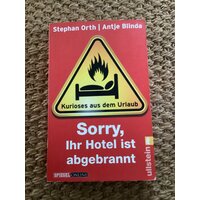 Stephan Orth | Antje Blinda
Kurioses aus dem Urlaub
Sorry,
Ihr Hotel ist
abgebrannt
SPIEGEL ONLINE
ullstein